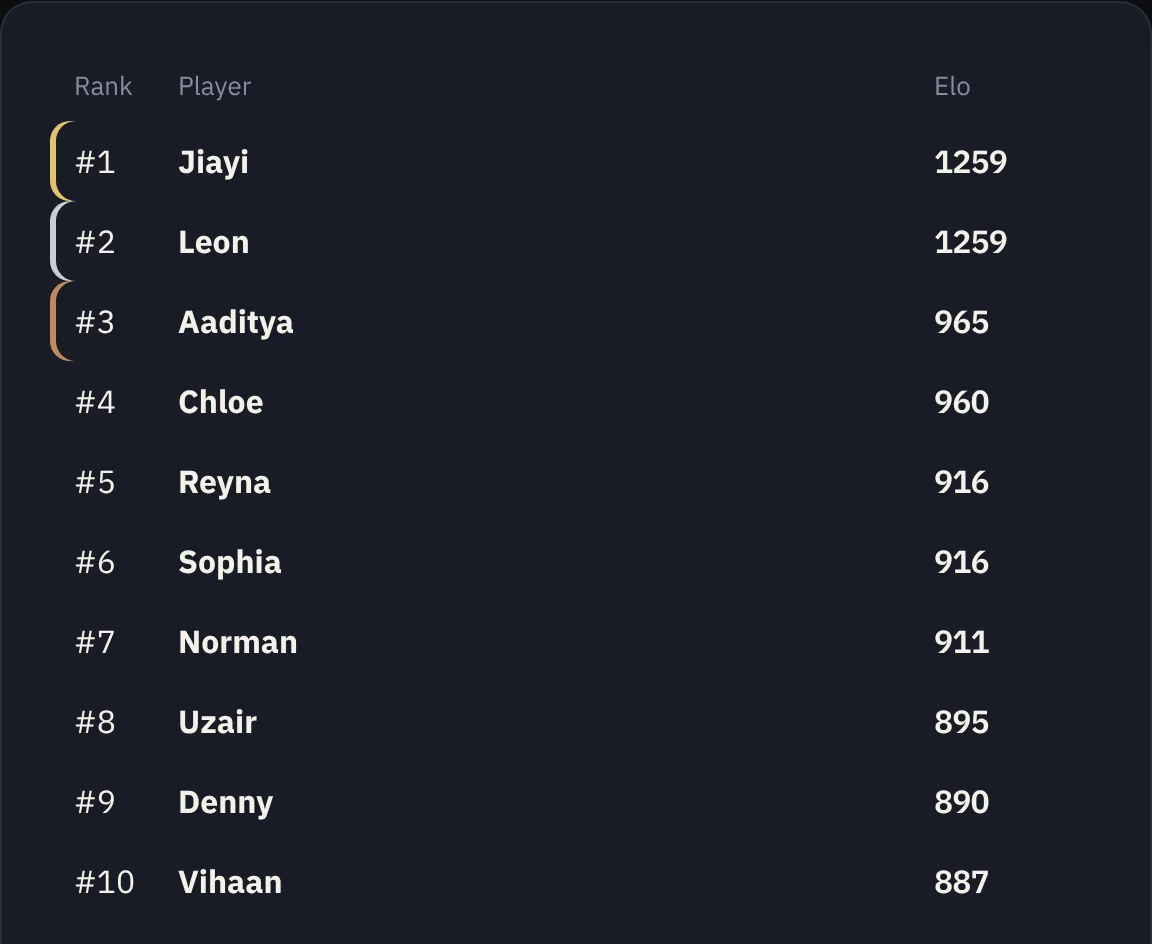 Rank Player Elo
#1 Jiayi 1259
#2 Leon 1259
#3 Aaditya 965
#4 Chloe 960
#5 Reyna 916
#6 Sophia 916
#7 Norman 911
#8 Uzair 895
#9 Denny 890
#10 Vihaan 887